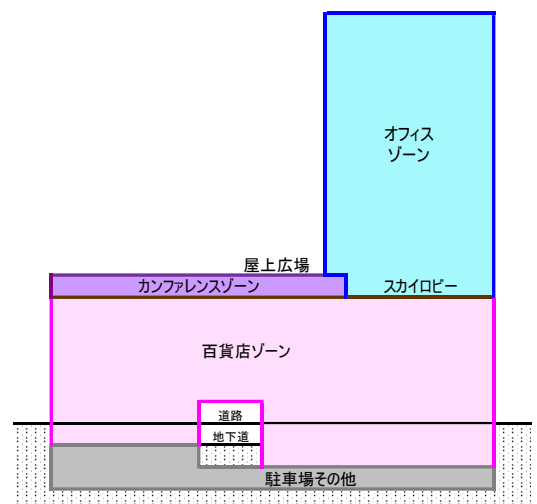 オフィス
ゾーン
屋上広場
カンファレンスゾーン
スカイロビー
百貨店ゾーン
道路
地下道
駐車場その他